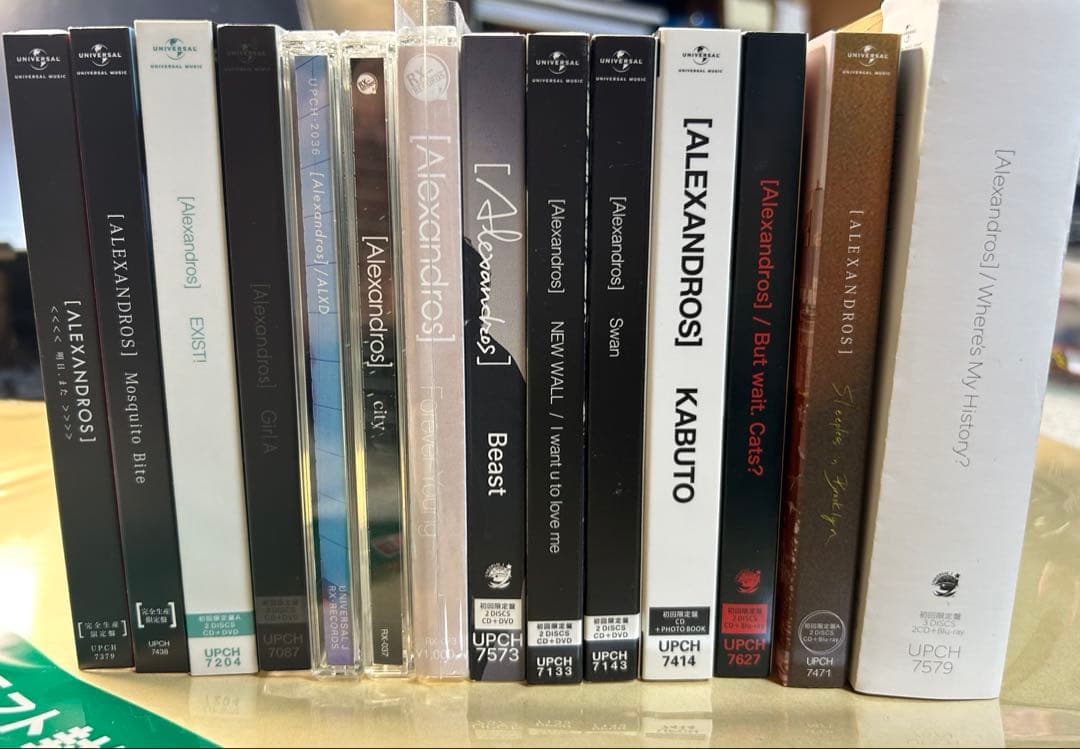 UNIVERSAL
UNIVERSAL MUSIC
[ALEXANDROS]
<<<< 明日、また >>>>
完全生産
限定盤
UPCH
7379
UNIVERSAL
UNIVERSAL MUSIC
[ALEXANDROS] Mosquito Bite
完全生産
限定盤
UPCH
7438
UNIVERSAL
UNIVERSAL MUSIC
[Alexandros] EXIST!
初回限定盤A
2 DISCS
CD+DVD
UPCH
7204
[Alexandros] Girl A
初回限定盤
2 DISCS
CD+DVD
UPCH
7087
UPCH-2036 [Alexandros]/ALXD
UNIVERSAL J
RX-RECORDS
[Alexandros], city
RX-037
[Alexandros] Forever Young
[Alexandros] Beast
初回限定盤
2 DISCS
CD+DVD
UPCH
7573
UNIVERSAL
UNIVERSAL MUSIC
[Alexandros] NEW WALL / I want u to love me
初回限定盤
2 DISCS
CD+DVD
UPCH
7133
UNIVERSAL
UNIVERSAL MUSIC
[Alexandros] Swan
初回限定盤
2 DISCS
CD+DVD
UPCH
7143
UNIVERSAL
UNIVERSAL MUSIC
[ALEXANDROS] KABUTO
初回限定盤
CD
+PHOTO BOOK
UPCH
7414
[Alexandros] / But wait. Cats?
初回限定盤
2 DISCS
CD+Blu-ray
UPCH
7627
UNIVERSAL
UNIVERSAL MUSIC
[ALEXANDROS] Sleepless in Brooklyn
初回限定盤A
2 DISCS
CD+Blu-ray
UPCH
7471
[Alexandros] / Where's My History?
初回限定盤
3 DISCS
2CD+Blu-ray
UPCH
7579